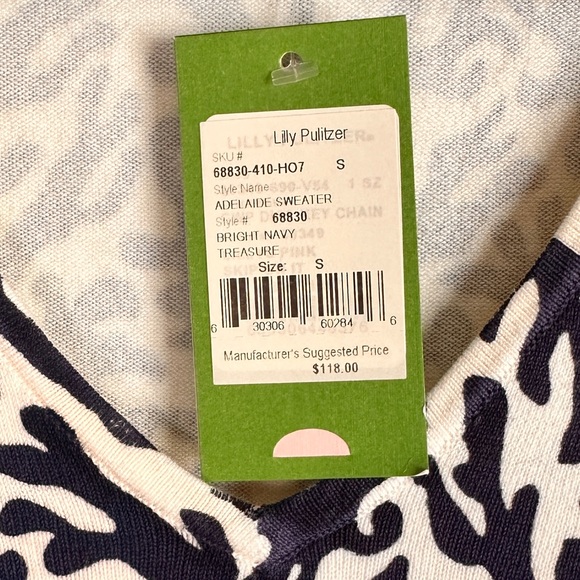 Lilly Pulitzer
SKU #
68830-410-HO7 S
Style Name
ADELAIDE SWEATER
Style # 68830
BRIGHT NAVY
TREASURE
Size: S
6 30306 60284 6
Manufacturer's Suggested Price
$118.00